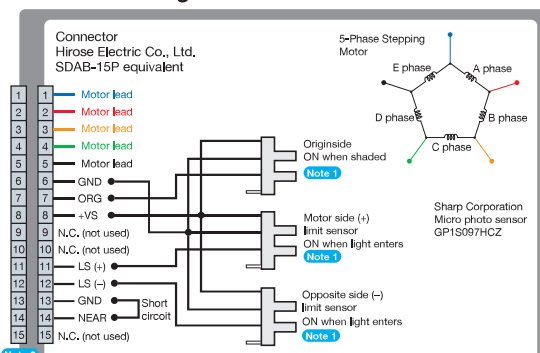 Connector
Hirose Electric Co., Ltd.
SDAB-15P equivalent
5-Phase Stepping
Motor
E phase
A phase
D phase
B phase
C phase
1 1 Motor lead
2 2 Motor lead
3 3 Motor lead
4 4 Motor lead
5 5 Motor lead
6 6 GND
7 7 ORG
8 8 +VS
9 9 N.C. (not used)
10 10 N.C. (not used)
11 11 LS (+)
12 12 LS (–)
13 13 GND
14 14 NEAR
15 15 N.C. (not used)
Short
circoit
Originside
ON when shaded
Note 1
Motor side (+)
limit sensor
ON when light enters
Note 1
Opposite side (–)
limit sensor
ON when light enters
Note 1
Sharp Corporation
Micro photo sensor
GP1S097HCZ